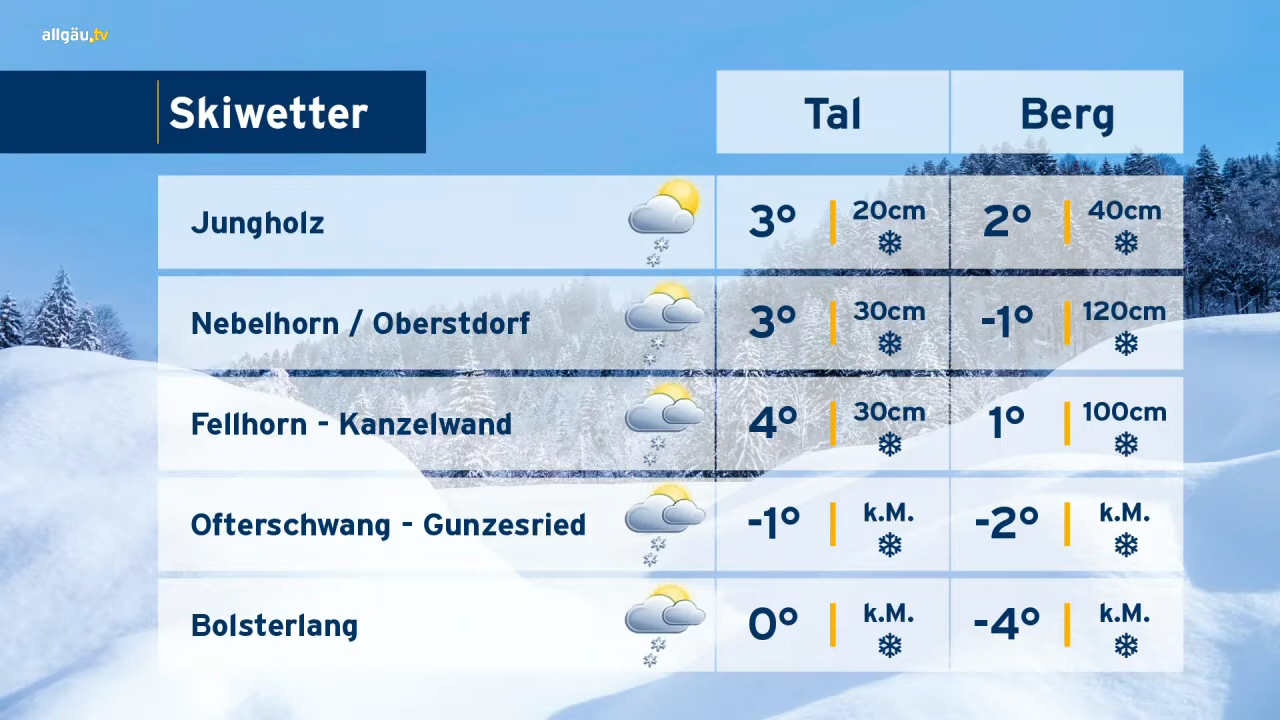 allgäu.tv
Skiwetter
Tal
Berg
Jungholz 3° 20cm 2° 40cm
Nebelhorn / Oberstdorf 3° 30cm -1° 120cm
Fellhorn - Kanzelwand 4° 30cm 1° 100cm
Ofterschwang - Gunzesried -1° k.M. -2° k.M.
Bolsterlang 0° k.M. -4° k.M.